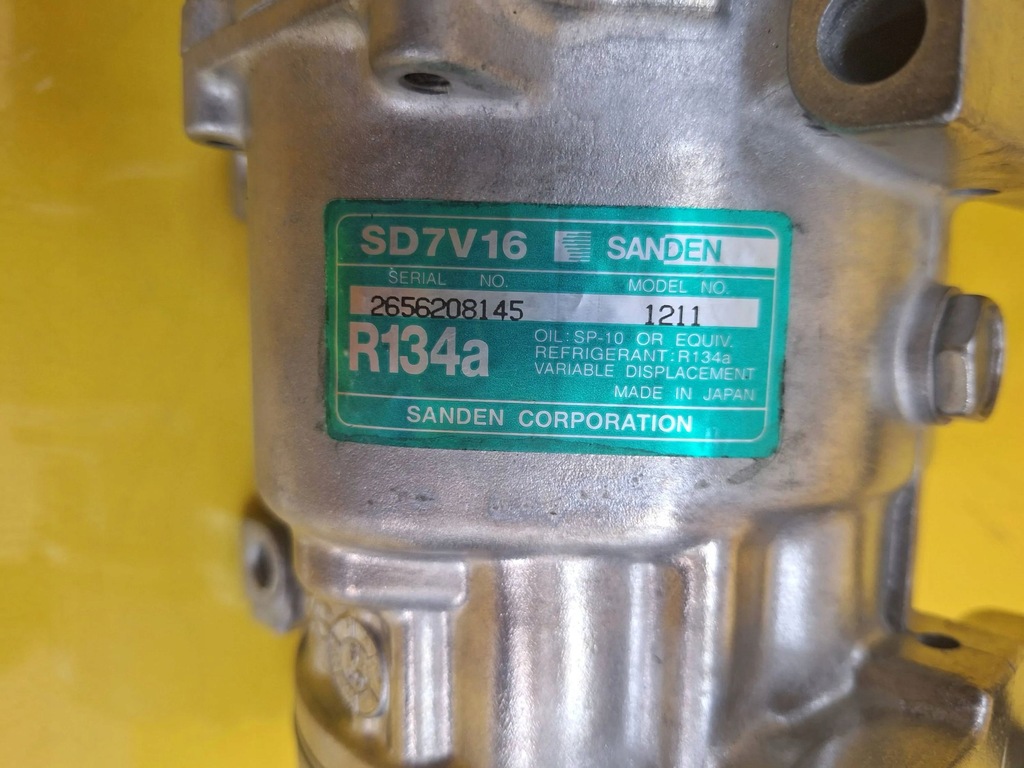 SD7V16 SANDEN
SERIAL NO. MODEL NO.
2656208145 1211
R134a
OIL: SP-10 OR EQUIV.
REFRIGERANT: R134a
VARIABLE DISPLACEMENT
MADE IN JAPAN
SANDEN CORPORATION